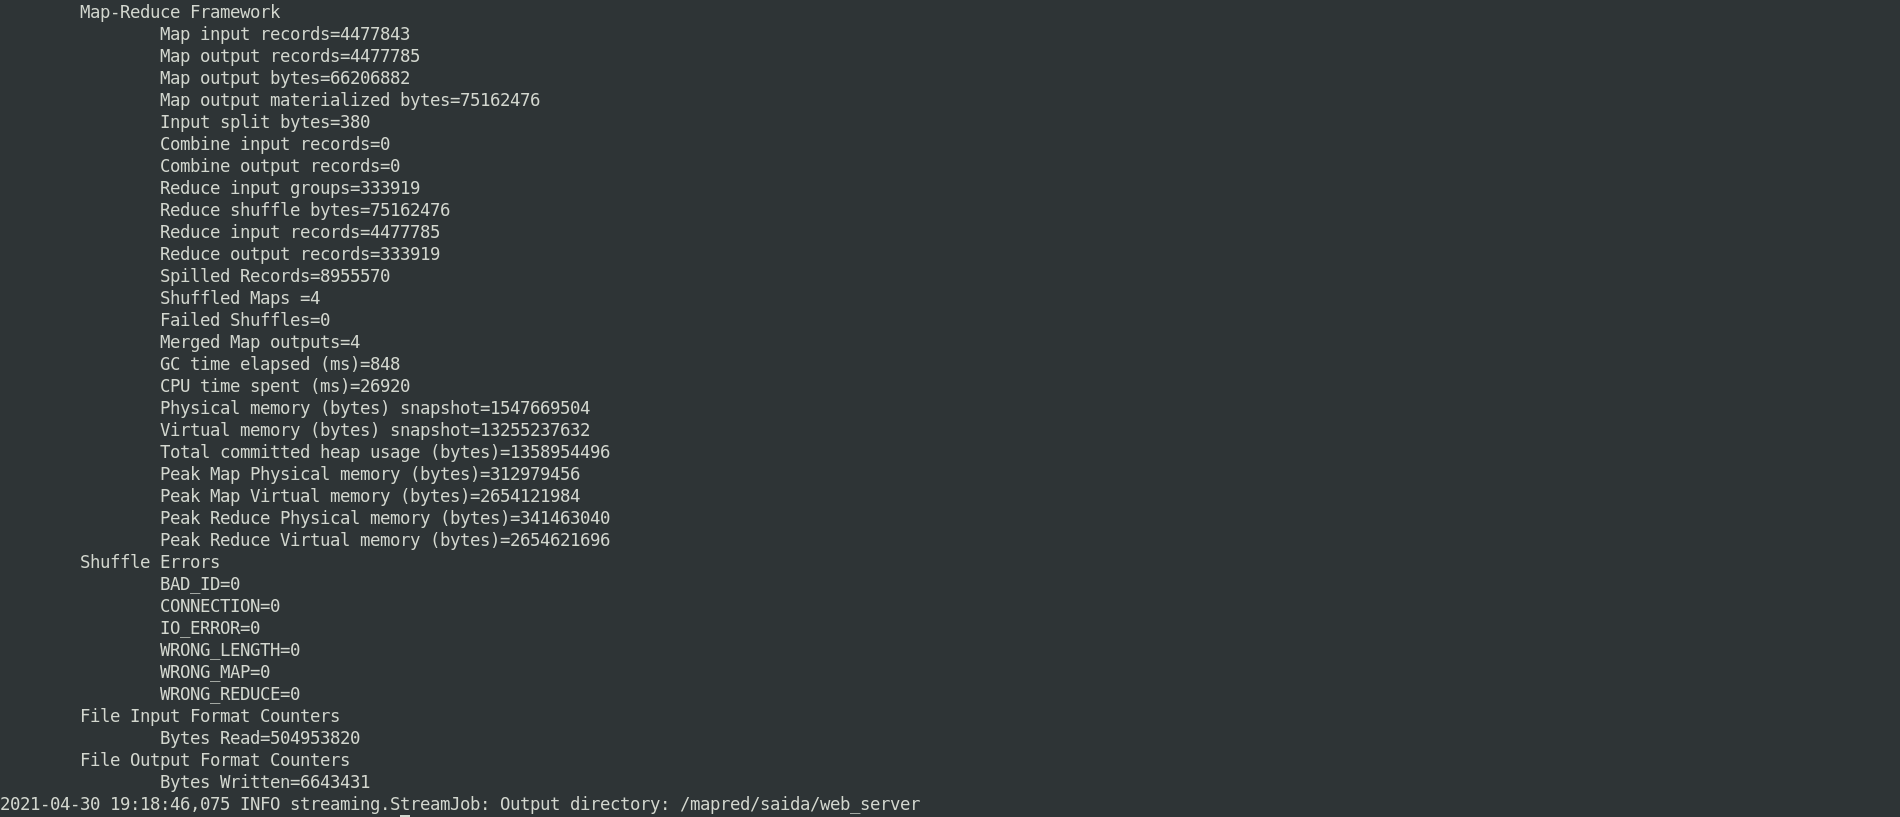 Map-Reduce Framework
Map input records=4477843
Map output records=4477785
Map output bytes=66206882
Map output materialized bytes=75162476
Input split bytes=380
Combine input records=0
Combine output records=0
Reduce input groups=333919
Reduce shuffle bytes=75162476
Reduce input records=4477785
Reduce output records=333919
Spilled Records=8955570
Shuffled Maps =4
Failed Shuffles=0
Merged Map outputs=4
GC time elapsed (ms)=848
CPU time spent (ms)=26920
Physical memory (bytes) snapshot=1547669504
Virtual memory (bytes) snapshot=13255237632
Total committed heap usage (bytes)=1358954496
Peak Map Physical memory (bytes)=312979456
Peak Map Virtual memory (bytes)=2654121984
Peak Reduce Physical memory (bytes)=341463040
Peak Reduce Virtual memory (bytes)=2654621696
Shuffle Errors
BAD_ID=0
CONNECTION=0
IO_ERROR=0
WRONG_LENGTH=0
WRONG_MAP=0
WRONG_REDUCE=0
File Input Format Counters
Bytes Read=504953820
File Output Format Counters
Bytes Written=6643431
2021-04-30 19:18:46,075 INFO streaming.StreamJob: Output directory: /mapred/saida/web_server